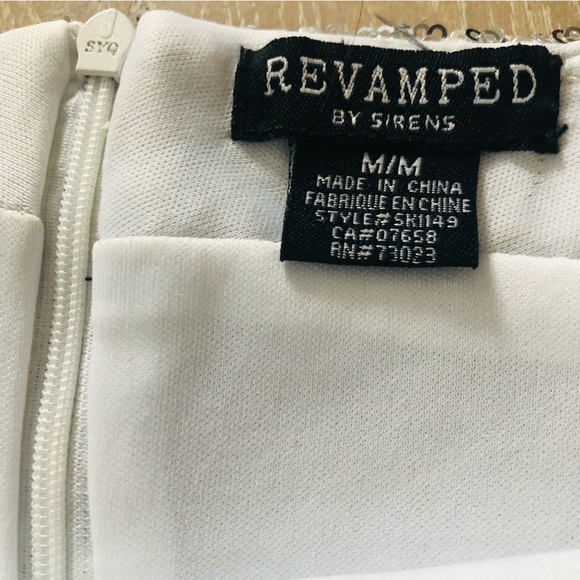 SYQ
REVAMPED
BY SIRENS
M/M
MADE IN CHINA
FABRIQUE EN CHINE
STYLE#SK1149
CA#07658
RN#73023